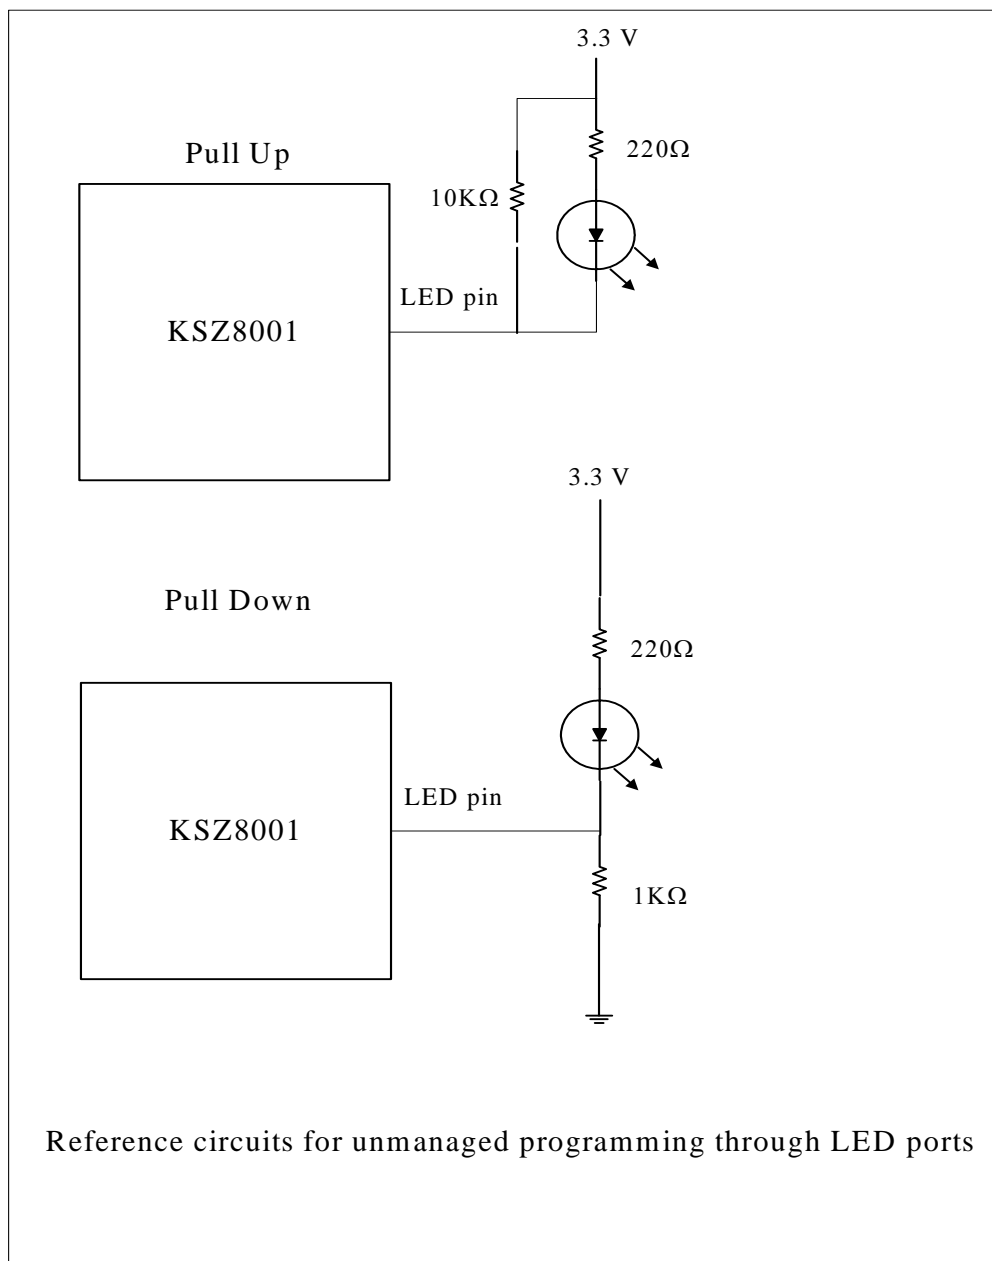 3.3 V
Pull Up
220Ω
10KΩ
LED pin
KSZ8001
3.3 V
Pull Down
220Ω
LED pin
KSZ8001
1KΩ
Reference circuits for unmanaged programming through LED ports